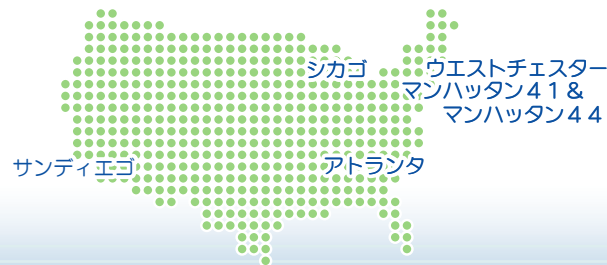 シカゴ
ウエストチェスター
マンハッタン４１＆
マンハッタン４４
サンディエゴ
アトランタ